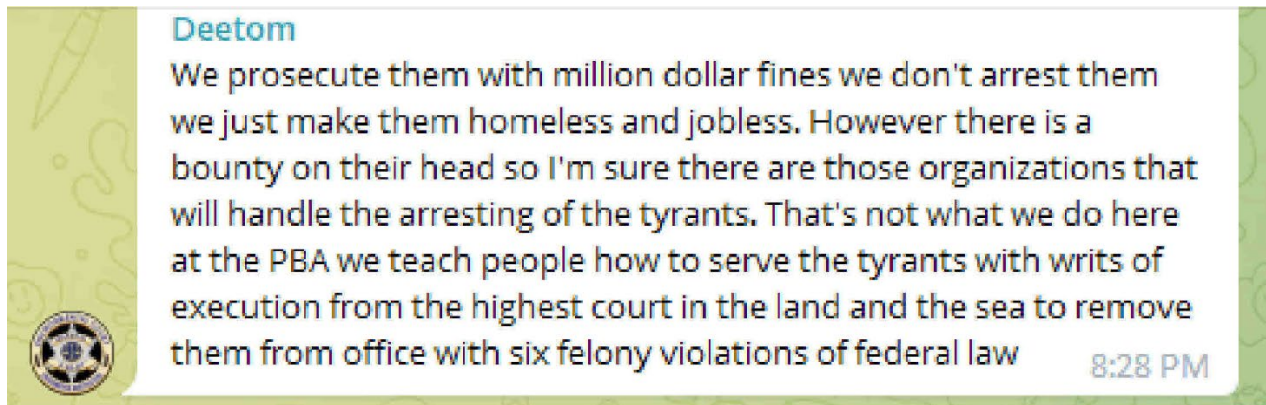 Deetom
We prosecute them with million dollar fines we don't arrest them
we just make them homeless and jobless. However there is a
bounty on their head so I'm sure there are those organizations that
will handle the arresting of the tyrants. That's not what we do here
at the PBA we teach people how to serve the tyrants with writs of
execution from the highest court in the land and the sea to remove
them from office with six felony violations of federal law
8:28 PM